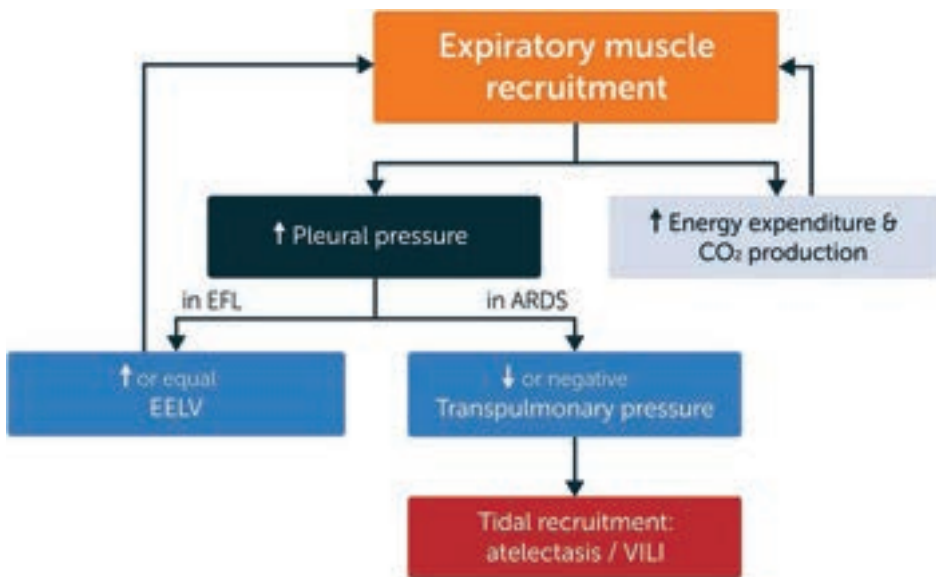 Expiratory muscle
recruitment
↑ Pleural pressure
↑ Energy expenditure &
CO₂ production
in EFL
in ARDS
↑ or equal
EELV
↓ or negative
Transpulmonary pressure
Tidal recruitment:
atelectasis / VILI